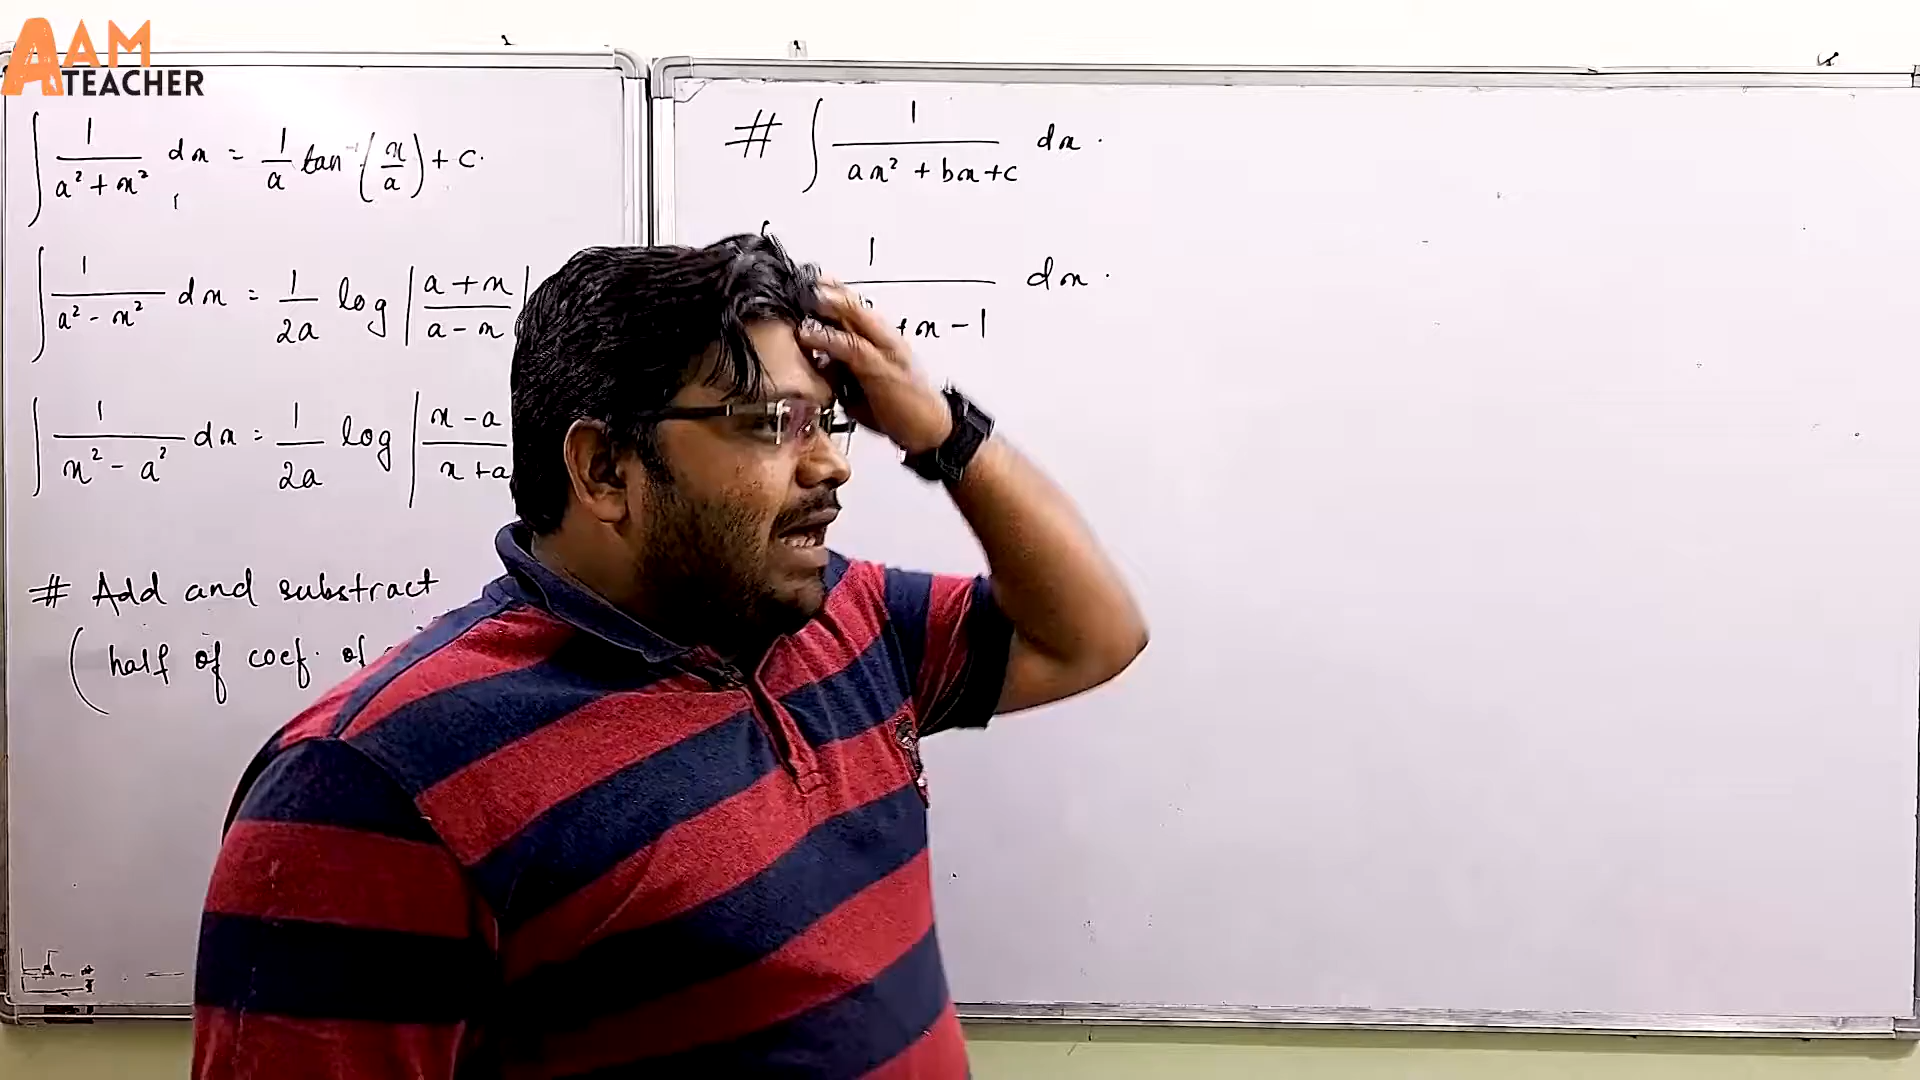 AAM
TEACHER
∫ 1/(a² + x²) dx = 1/a tan⁻¹ (x/a) + c.
∫ 1/(a² - x²) dx = 1/2a log | (a + x)/(a - x) |
∫ 1/(x² - a²) dx = 1/2a log | (x - a)/(x + a)
# Add and substract
( half of coef. of
# ∫ 1/(ax² + bx + c) dx.
1/( + x - 1) dx.